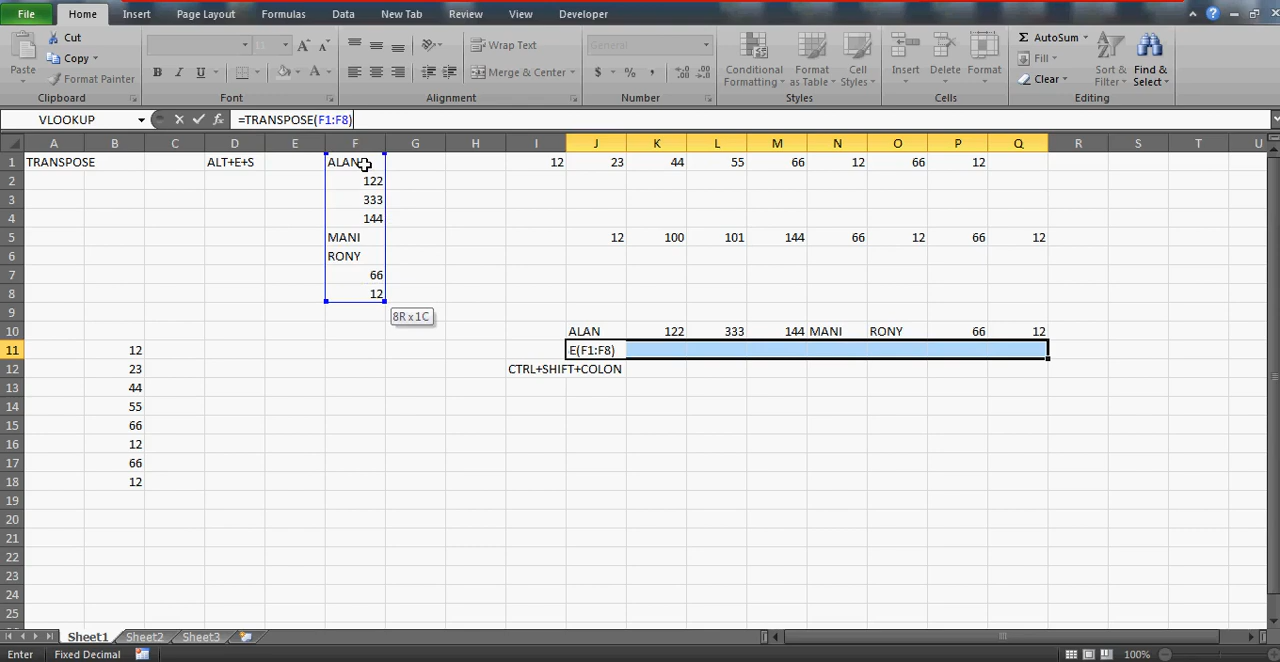 File Home Insert Page Layout Formulas Data New Tab Review View Developer
Cut
Copy
Format Painter
Paste
Clipboard
11
A A
B I U A
Font
Wrap Text
Merge & Center
Alignment
General
$ % ,
Number
Conditional Formatting
Format as Table
Cell Styles
Styles
Insert Delete Format
Cells
Σ AutoSum
Fill
Clear
Sort & Filter
Find & Select
Editing
VLOOKUP fx =TRANSPOSE(F1:F8)
A B C D E F G H I J K L M N O P Q R S T U
1 TRANSPOSE ALT+E+S ALAN 12 23 44 55 66 12 66 12
2 122
3 333
4 144
5 MANI 12 100 101 144 66 12 66 12
6 RONY
7 66
8 12
9 8R x 1C
10 ALAN 122 333 144 MANI RONY 66 12
11 12 E(F1:F8)
12 23 CTRL+SHIFT+COLON
13 44
14 55
15 66
16 12
17 66
18 12
19
20
21
22
23
24
25
Sheet1 Sheet2 Sheet3
Enter Fixed Decimal 100%